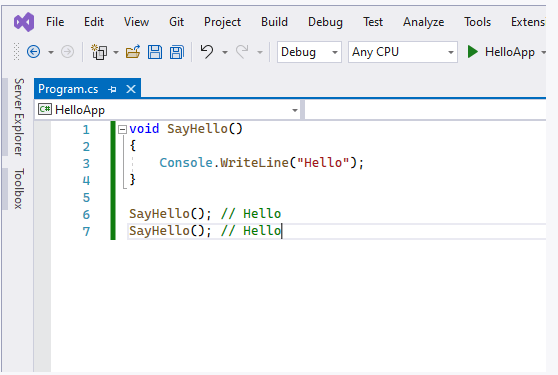 File Edit View Git Project Build Debug Test Analyze Tools Extens
Debug Any CPU HelloApp
Server Explorer
Toolbox
Program.cs
C# HelloApp
1 void SayHello()
2 {
3 Console.WriteLine("Hello");
4 }
5
6 SayHello(); // Hello
7 SayHello(); // Hello